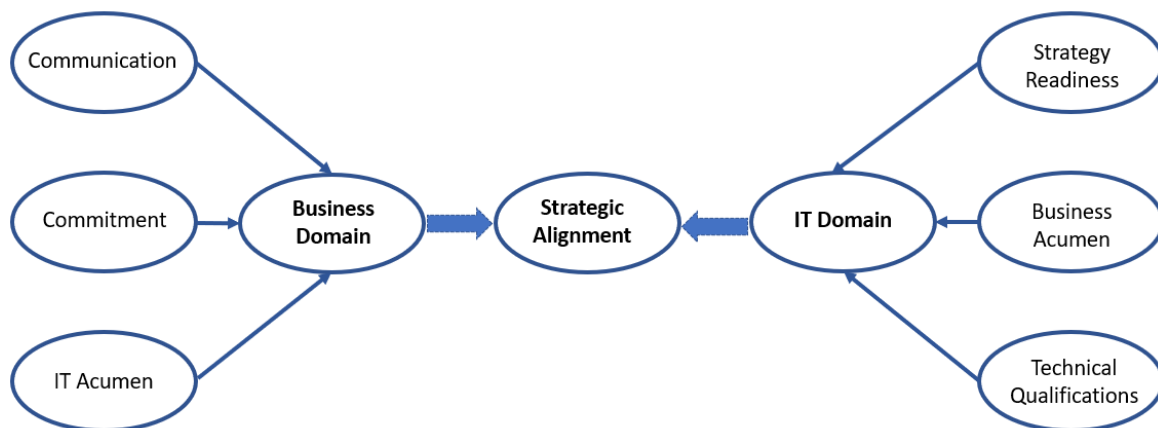 Communication
Strategy
Readiness
Commitment
Business
Domain
Strategic
Alignment
IT Domain
Business
Acumen
IT Acumen
Technical
Qualifications